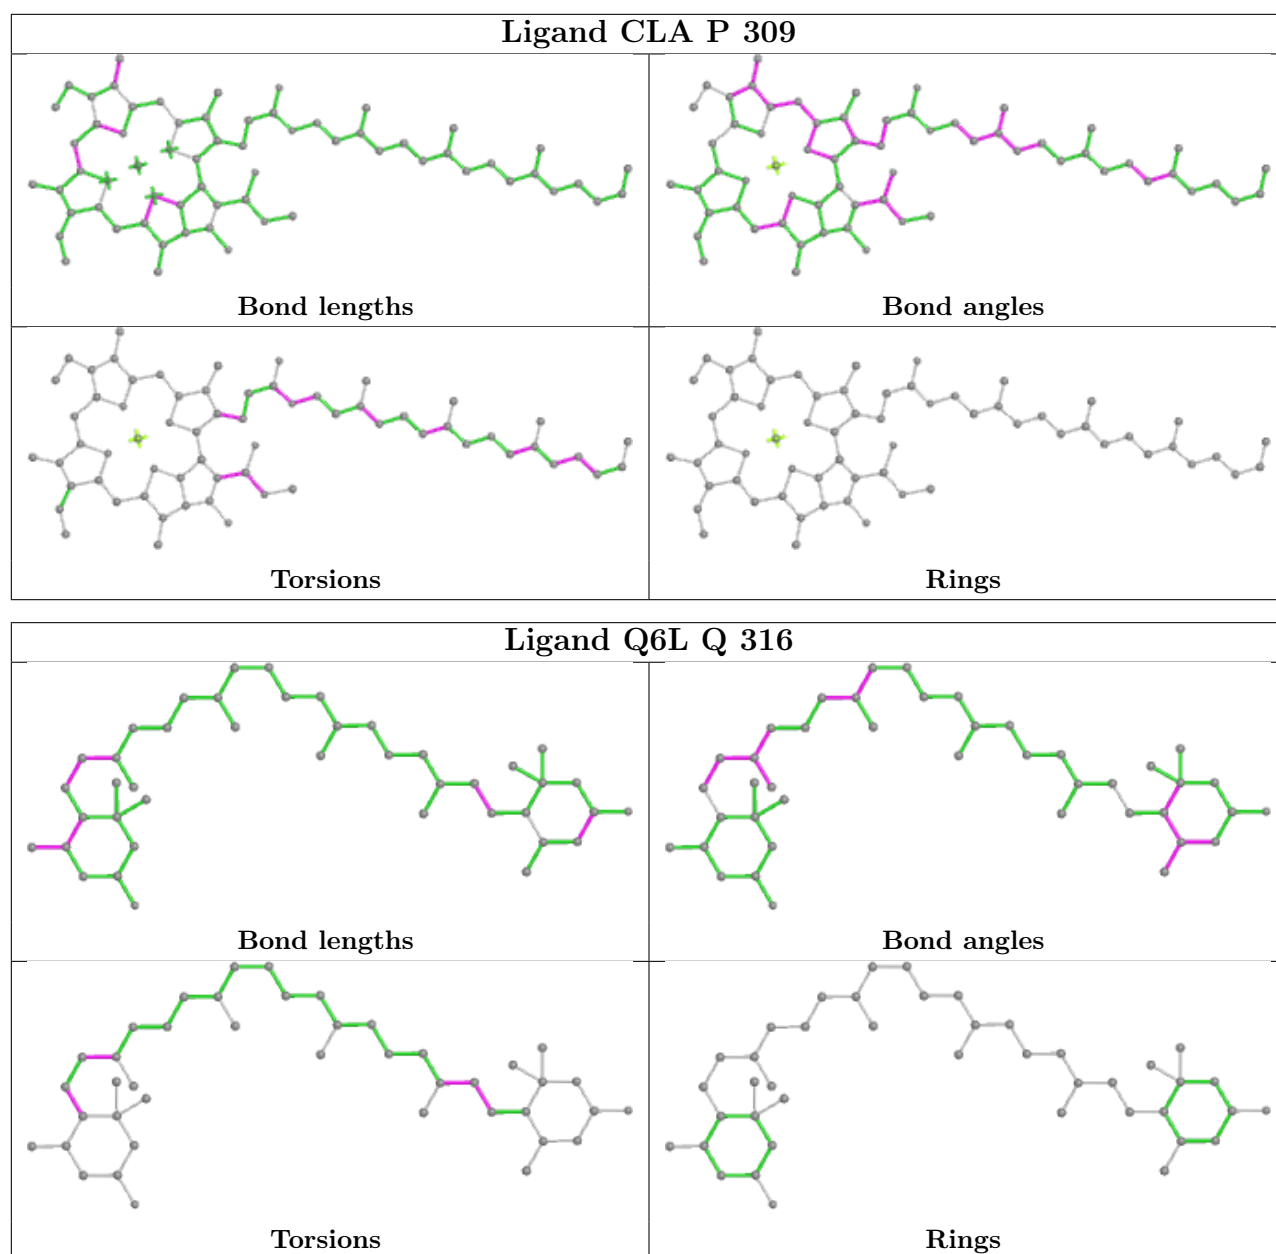 Ligand CLA P 309
Bond lengths
Bond angles
Torsions
Rings
Ligand Q6L Q 316
Bond lengths
Bond angles
Torsions
Rings